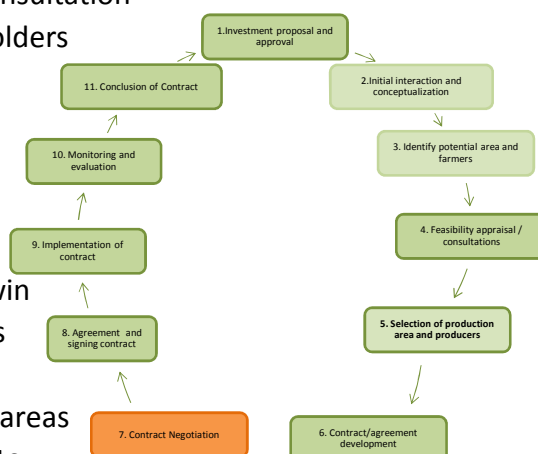 nsultation
olders
win
s
areas
1.Investment proposal and
approval
2.Initial interaction and
conceptualization
3. Identify potential area and
farmers
4. Feasibility appraisal /
consultations
5. Selection of production
area and producers
6. Contract/agreement
development
7. Contract Negotiation
8. Agreement and
signing contract
9. Implementation of
contract
10. Monitoring and
evaluation
11. Conclusion of Contract